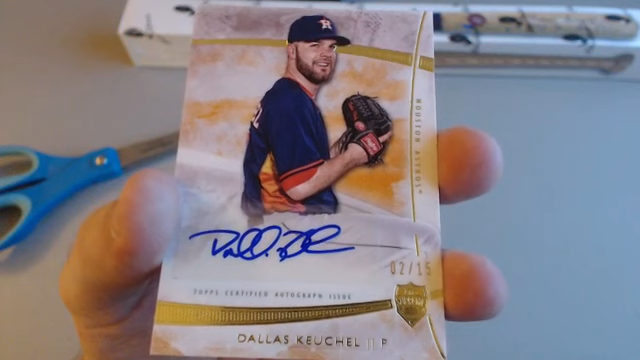 HOUSTON ASTROS®
02/15
TOPPS CERTIFIED AUTOGRAPH ISSUE
DALLAS KEUCHEL || P